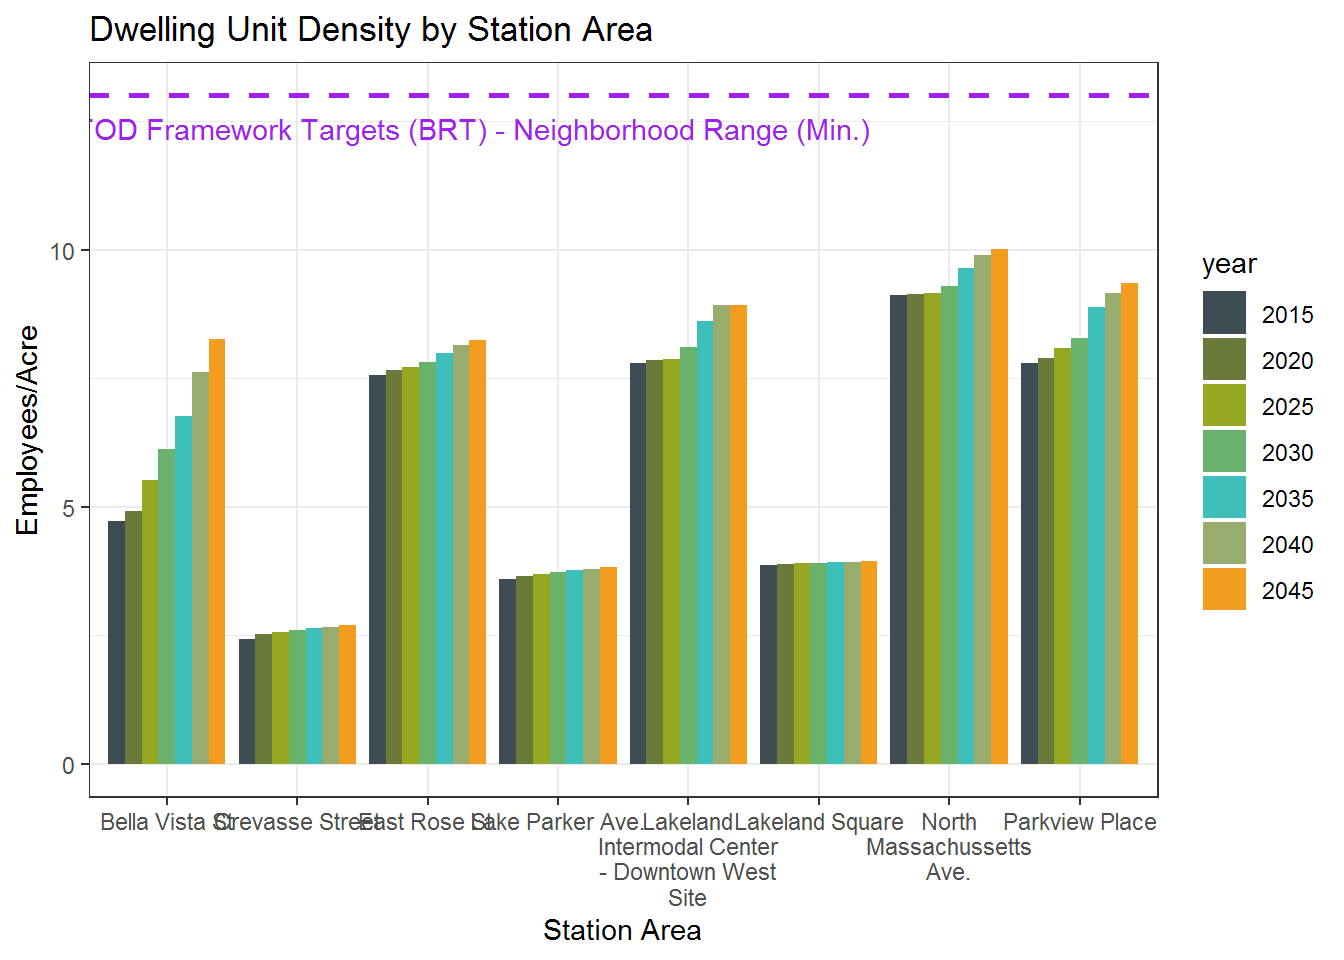 Dwelling Unit Density by Station Area
OD Framework Targets (BRT) - Neighborhood Range (Min.)
10
5
0
Employees/Acre
Bella Vista St
Crevasse Street
East Rose St
Lake Parker Ave.
Lakeland
Intermodal Center
- Downtown West
Site
Lakeland Square
North
Massachussetts
Ave.
Parkview Place
Station Area
year
2015
2020
2025
2030
2035
2040
2045